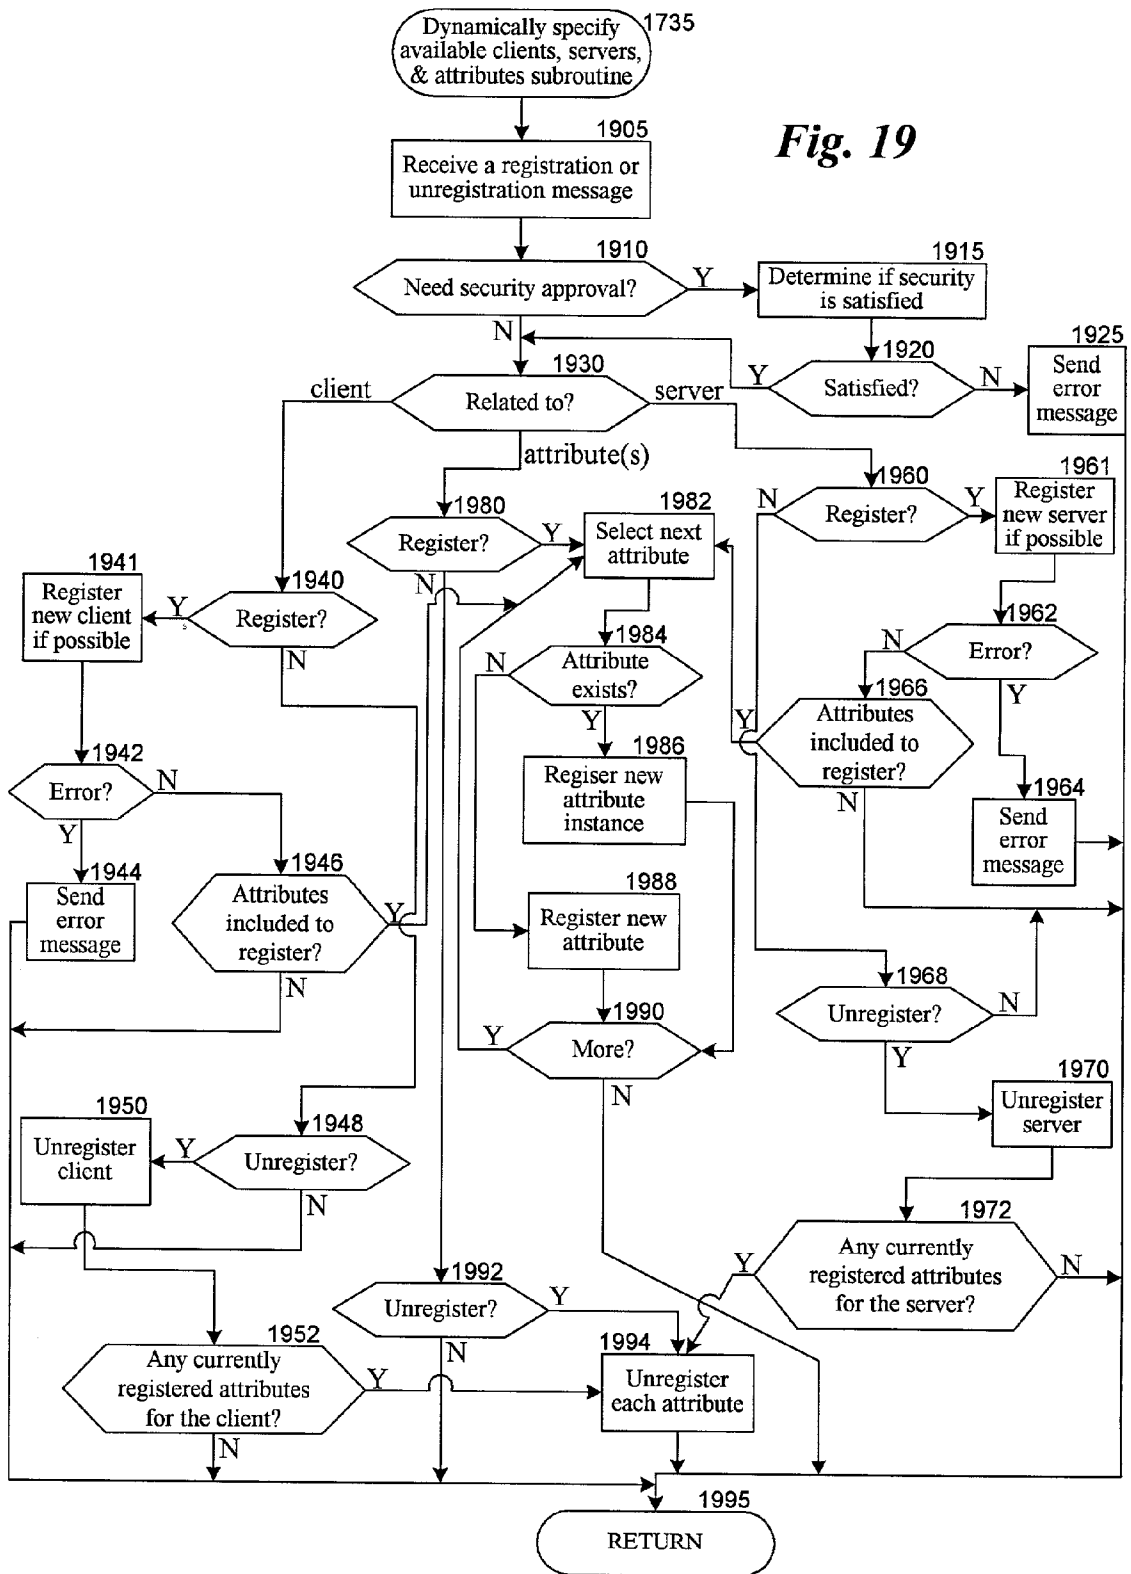 Dynamically specify
available clients, servers,
& attributes subroutine
1735
Fig. 19
1905
Receive a registration or
unregistration message
1910
Need security approval?
Y
N
1915
Determine if security
is satisfied
1920
Satisfied?
Y
N
1925
Send
error
message
1930
Related to?
client
server
attribute(s)
1960
Register?
N
Y
1961
Register
new server
if possible
1980
Register?
Y
N
1982
Select next
attribute
1941
Register
new client
if possible
1940
Register?
Y
N
1984
Attribute
exists?
N
Y
1962
Error?
N
Y
1966
Attributes
included to
register?
Y
N
1942
Error?
N
Y
1986
Regiser new
attribute
instance
1964
Send
error
message
1944
Send
error
message
1946
Attributes
included to
register?
Y
N
1988
Register new
attribute
1968
Unregister?
N
Y
1990
More?
Y
N
1970
Unregister
server
1950
Unregister
client
1948
Unregister?
Y
N
1972
Any currently
registered attributes
for the server?
Y
N
1992
Unregister?
Y
N
1952
Any currently
registered attributes
for the client?
Y
N
1994
Unregister
each attribute
1995
RETURN